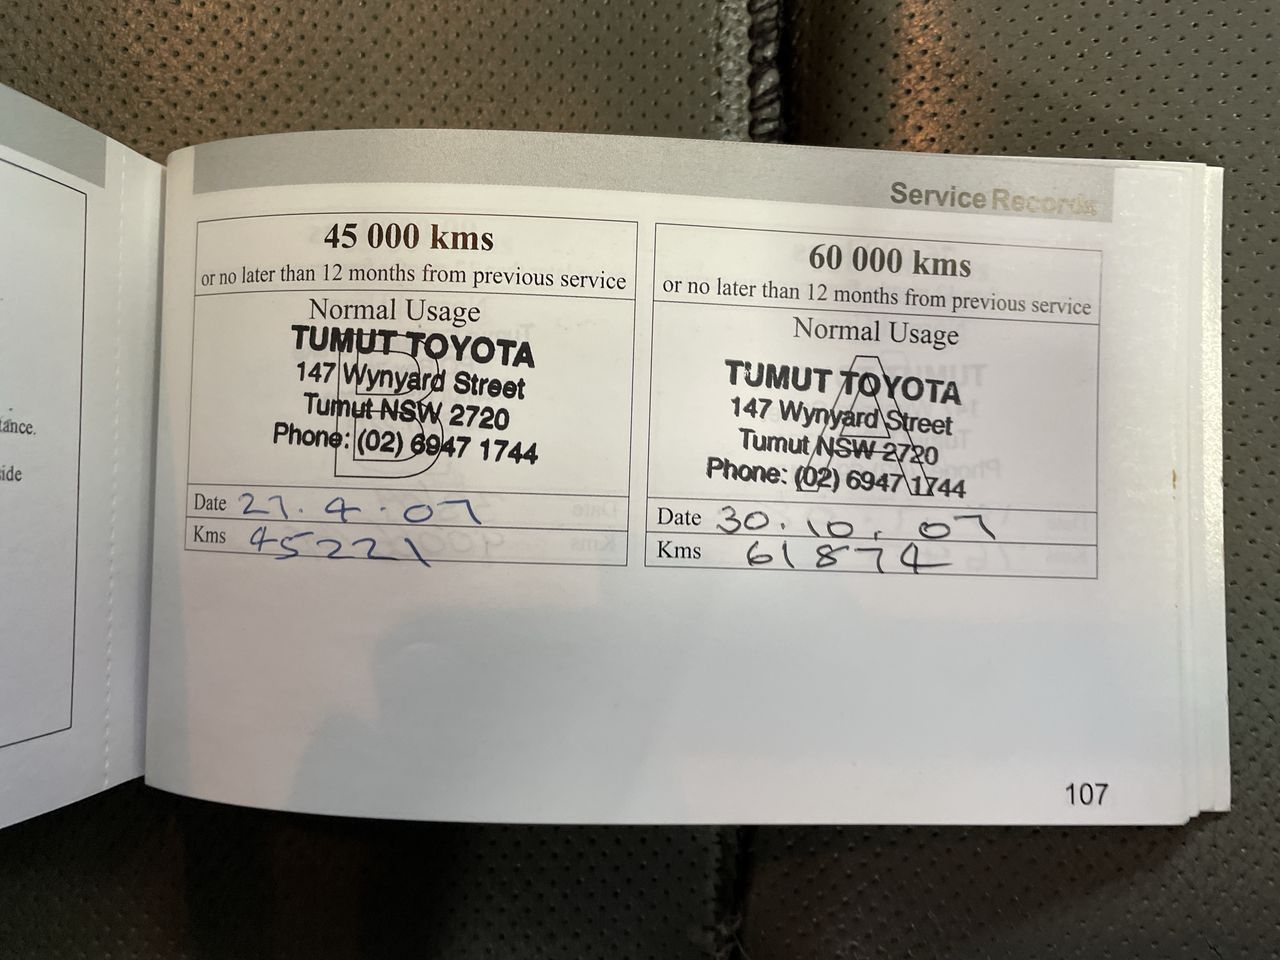 tance.
ide
Service Records
45 000 kms
or no later than 12 months from previous service
Normal Usage
B
TUMUT TOYOTA
147 Wynyard Street
Tumut NSW 2720
Phone: (02) 6947 1744
Date 27.4.07
Kms 45221
60 000 kms
or no later than 12 months from previous service
Normal Usage
A
TUMUT TOYOTA
147 Wynyard Street
Tumut NSW 2720
Phone: (02) 6947 1744
Date 30.10.07
Kms 61874
107